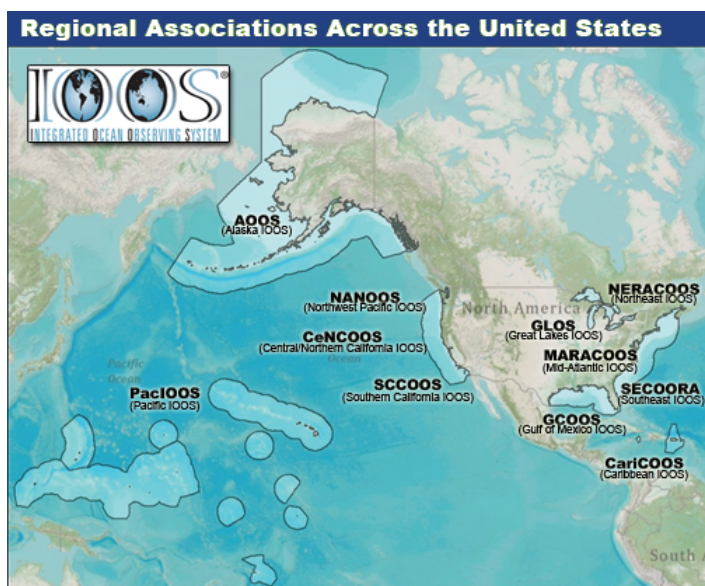 Regional Associations Across the United States
IOOS®
INTEGRATED OCEAN OBSERVING SYSTEM
AOOS
(Alaska IOOS)
NANOOS
(Northwest Pacific IOOS)
North America
NERACOOS
(Northeast IOOS)
GLOS
(Great Lakes IOOS)
CeNCOOS
(Central/Northern California IOOS)
MARACOOS
(Mid-Atlantic IOOS)
Pacific
Ocean
Ocean
SCCOOS
(Southern California IOOS)
PacIOOS
(Pacific IOOS)
SECOORA
(Southeast IOOS)
GCOOS
(Gulf of Mexico IOOS)
CariCOOS
(Caribbean IOOS)
South A